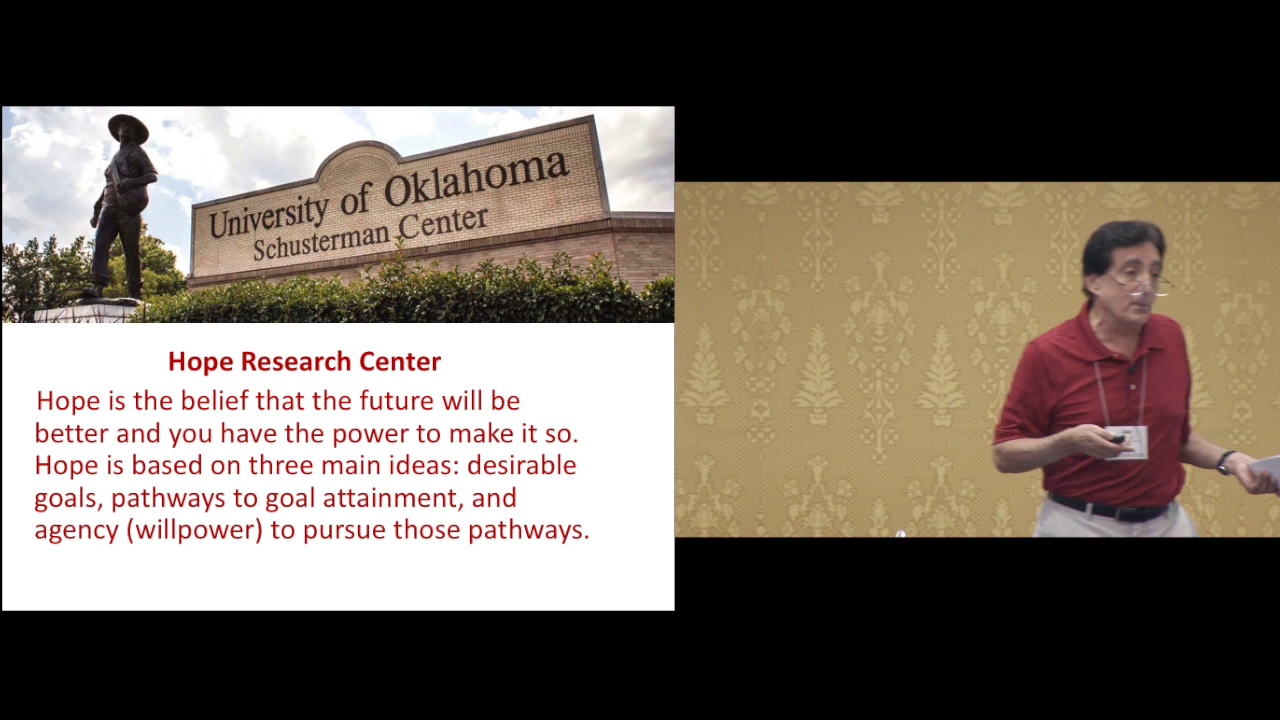 University of Oklahoma
Schusterman Center
Hope Research Center
Hope is the belief that the future will be
better and you have the power to make it so.
Hope is based on three main ideas: desirable
goals, pathways to goal attainment, and
agency (willpower) to pursue those pathways.